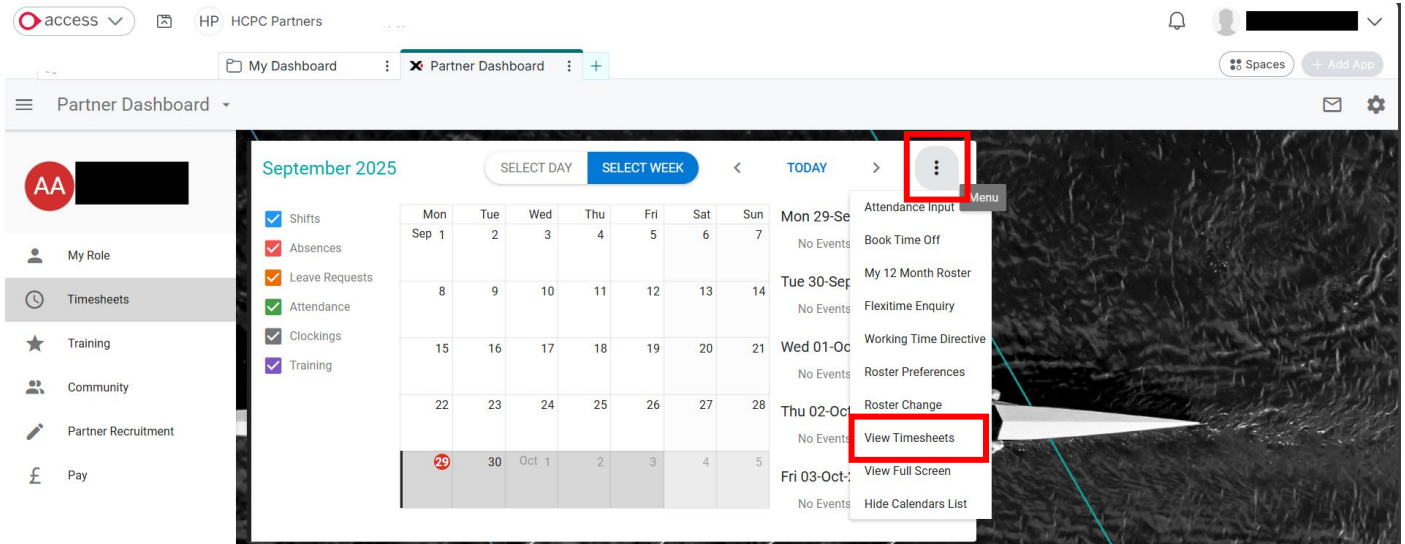 access
HP HCPC Partners
My Dashboard
Partner Dashboard
+
Spaces
+ Add App
Partner Dashboard
AA
My Role
Timesheets
Training
Community
Partner Recruitment
£ Pay
September 2025
SELECT DAY
SELECT WEEK
< TODAY >
Menu
Shifts
Absences
Leave Requests
Attendance
Clockings
Training
Mon Tue Wed Thu Fri Sat Sun
Sep 1 2 3 4 5 6 7
8 9 10 11 12 13 14
15 16 17 18 19 20 21
22 23 24 25 26 27 28
29 30 Oct 1 2 3 4 5
Mon 29-Se
No Events
Tue 30-Sep
No Events
Wed 01-Oc
No Events
Thu 02-Oct
No Events
Fri 03-Oct-
No Events
Attendance Input
Book Time Off
My 12 Month Roster
Flexitime Enquiry
Working Time Directive
Roster Preferences
Roster Change
View Timesheets
View Full Screen
Hide Calendars List